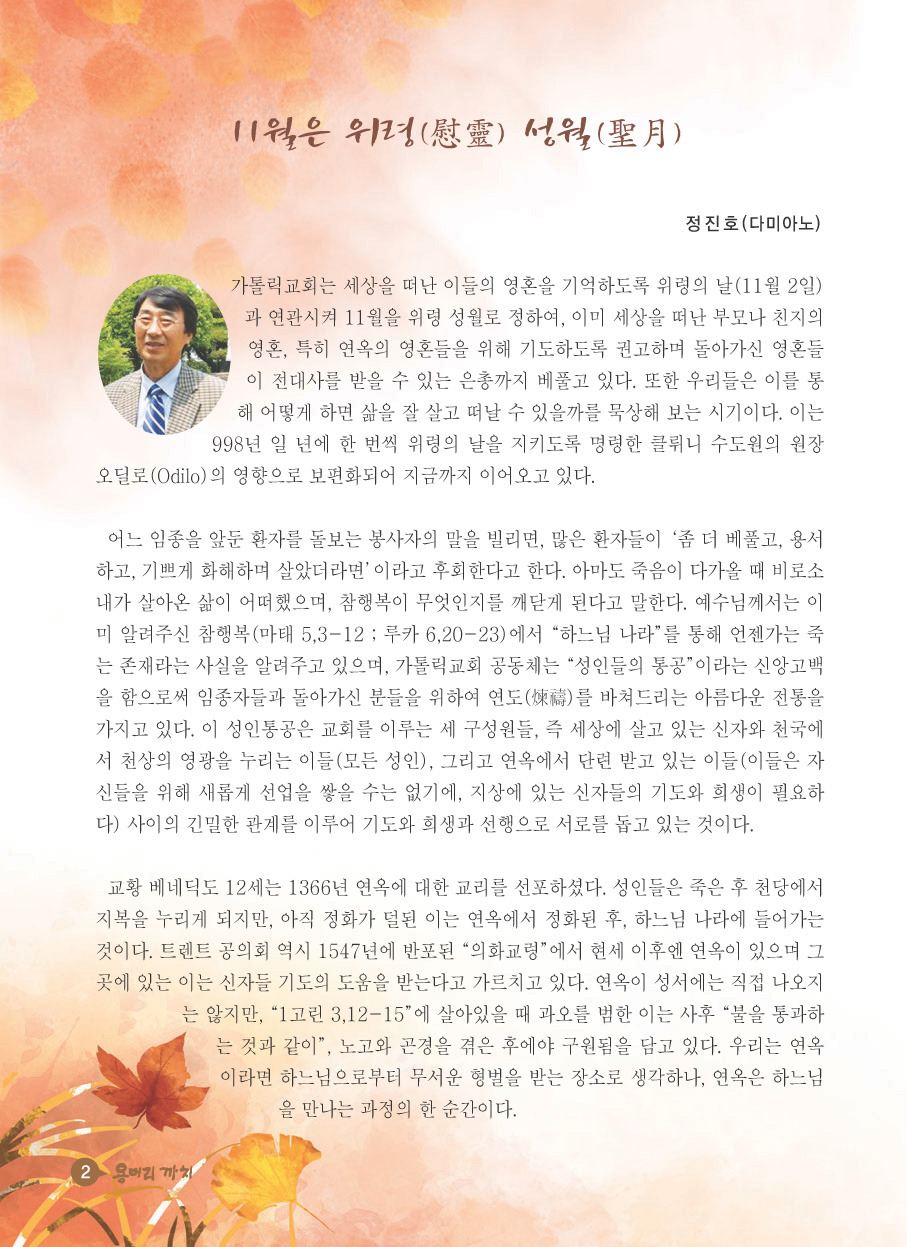 11월은 위령(慰靈) 성월(聖月)
정진호(다미아노)
가톨릭교회는 세상을 떠난 이들의 영혼을 기억하도록 위령의 날(11월 2일)
과 연관시켜 11월을 위령 성월로 정하여, 이미 세상을 떠난 부모나 친지의
영혼, 특히 연옥의 영혼들을 위해 기도하도록 권고하며 돌아가신 영혼들
이 전대사를 받을 수 있는 은총까지 베풀고 있다. 또한 우리들은 이를 통
해 어떻게 하면 삶을 잘 살고 떠날 수 있을까를 묵상해 보는 시기이다. 이는
998년 일 년에 한 번씩 위령의 날을 지키도록 명령한 클뤼니 수도원의 원장
오딜로(Odilo)의 영향으로 보편화되어 지금까지 이어오고 있다.
어느 임종을 앞둔 환자를 돌보는 봉사자의 말을 빌리면, 많은 환자들이 ‘좀 더 베풀고, 용서
하고, 기쁘게 화해하며 살았더라면’이라고 후회한다고 한다. 아마도 죽음이 다가올 때 비로소
내가 살아온 삶이 어떠했으며, 참행복이 무엇인지를 깨닫게 된다고 말한다. 예수님께서는 이
미 알려주신 참행복(마태 5,3-12 ; 루카 6,20-23)에서 “하느님 나라”를 통해 언젠가는 죽
는 존재라는 사실을 알려주고 있으며, 가톨릭교회 공동체는 “성인들의 통공”이라는 신앙고백
을 함으로써 임종자들과 돌아가신 분들을 위하여 연도(煉禱)를 바쳐드리는 아름다운 전통을
가지고 있다. 이 성인통공은 교회를 이루는 세 구성원들, 즉 세상에 살고 있는 신자와 천국에
서 천상의 영광을 누리는 이들(모든 성인), 그리고 연옥에서 단련 받고 있는 이들(이들은 자
신들을 위해 새롭게 선업을 쌓을 수는 없기에, 지상에 있는 신자들의 기도와 희생이 필요하
다) 사이의 긴밀한 관계를 이루어 기도와 희생과 선행으로 서로를 돕고 있는 것이다.
교황 베네딕도 12세는 1366년 연옥에 대한 교리를 선포하셨다. 성인들은 죽은 후 천당에서
지복을 누리게 되지만, 아직 정화가 덜된 이는 연옥에서 정화된 후, 하느님 나라에 들어가는
것이다. 트렌트 공의회 역시 1547년에 반포된 “의화교령”에서 현세 이후엔 연옥이 있으며 그
곳에 있는 이는 신자들 기도의 도움을 받는다고 가르치고 있다. 연옥이 성서에는 직접 나오지
는 않지만, “1고린 3,12-15”에 살아있을 때 과오를 범한 이는 사후 “불을 통과하
는 것과 같이”, 노고와 곤경을 겪은 후에야 구원됨을 담고 있다. 우리는 연옥
이라면 하느님으로부터 무서운 형벌을 받는 장소로 생각하나, 연옥은 하느님
을 만나는 과정의 한 순간이다.
2 용머리 까치